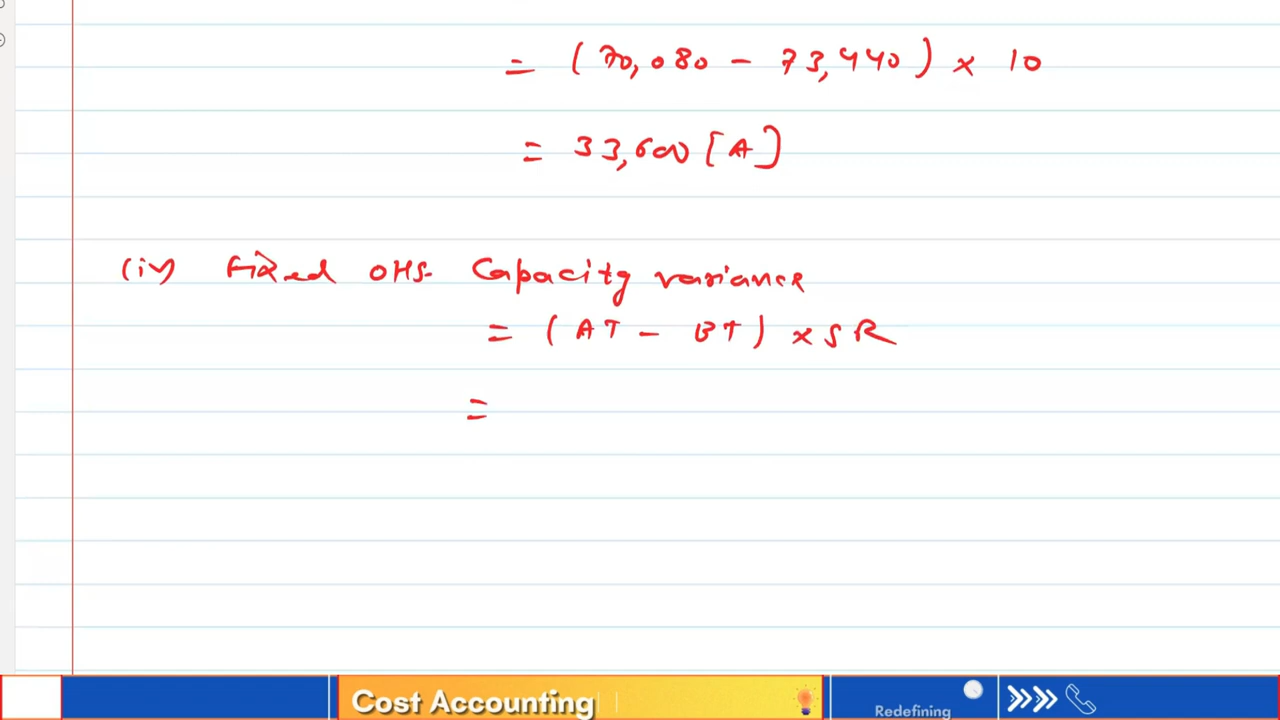 = (70,080 - 73,440) × 10
= 33,600 [A]
(iv) Fixed OHS. Capacity variance
= (AT - BT) × SR
=
Cost Accounting
Redefining